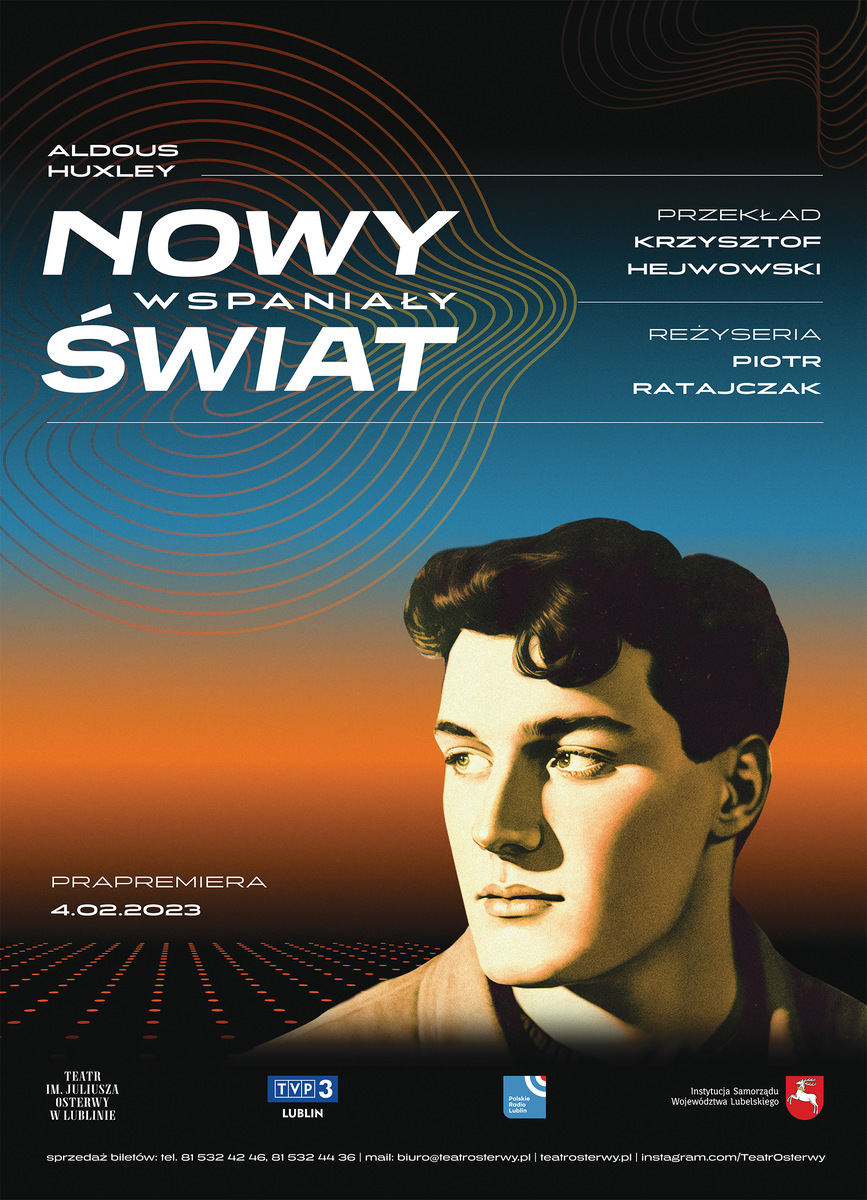 ALDOUS
HUXLEY
NOWY
WSPANIAŁY
ŚWIAT
PRZEKŁAD
KRZYSZTOF
HEJWOWSKI
REŻYSERIA
PIOTR
RATAJCZAK
PRAPREMIERA
4.02.2023
TEATR
IM. JULIUSZA
OSTERWY
W LUBLINIE
TVP3
LUBLIN
Polskie
Radio
Lublin
Instytucja Samorządu
Województwa Lubelskiego
sprzedaż biletów: tel. 81 532 42 46, 81 532 44 36 | mail: biuro@teatrosterwy.pl | teatrosterwy.pl | instagram.com/TeatrOsterwy